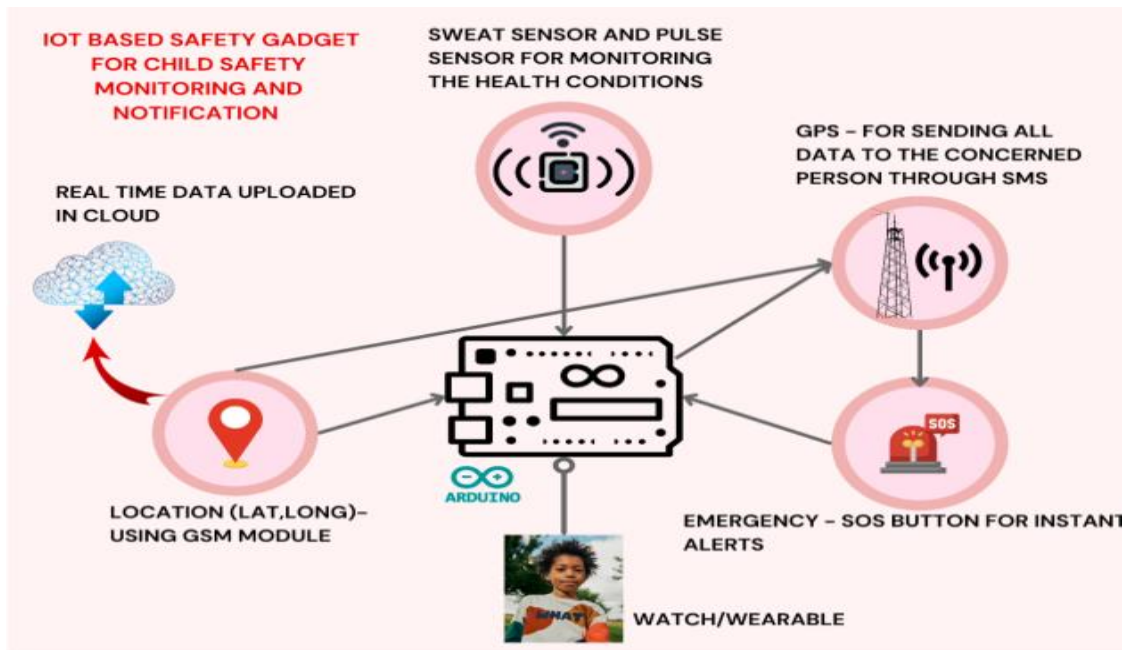 IOT BASED SAFETY GADGET
FOR CHILD SAFETY
MONITORING AND
NOTIFICATION
SWEAT SENSOR AND PULSE
SENSOR FOR MONITORING
THE HEALTH CONDITIONS
GPS – FOR SENDING ALL
DATA TO THE CONCERNED
PERSON THROUGH SMS
REAL TIME DATA UPLOADED
IN CLOUD
SOS
ARDUINO
LOCATION (LAT,LONG)–
USING GSM MODULE
EMERGENCY – SOS BUTTON FOR INSTANT
ALERTS
WHAT
WATCH/WEARABLE